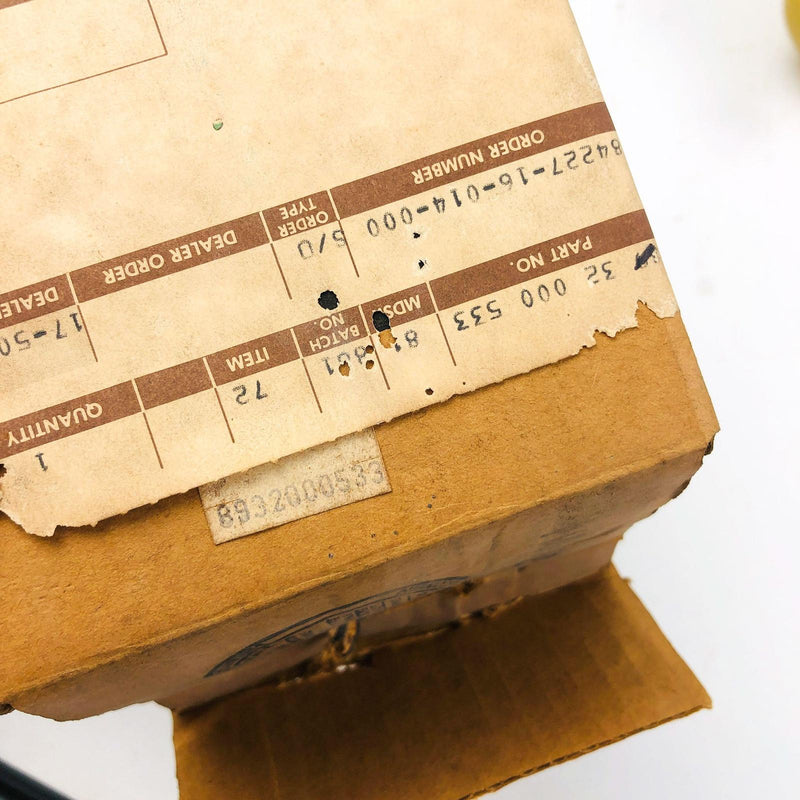 QUANTITY ITEM BATCH NO. MDSE PART NO.
1 72 32 000 533
DEALER DEALER ORDER ORDER TYPE ORDER NUMBER
17-50 S/U 84227-16-014-000
8932000533